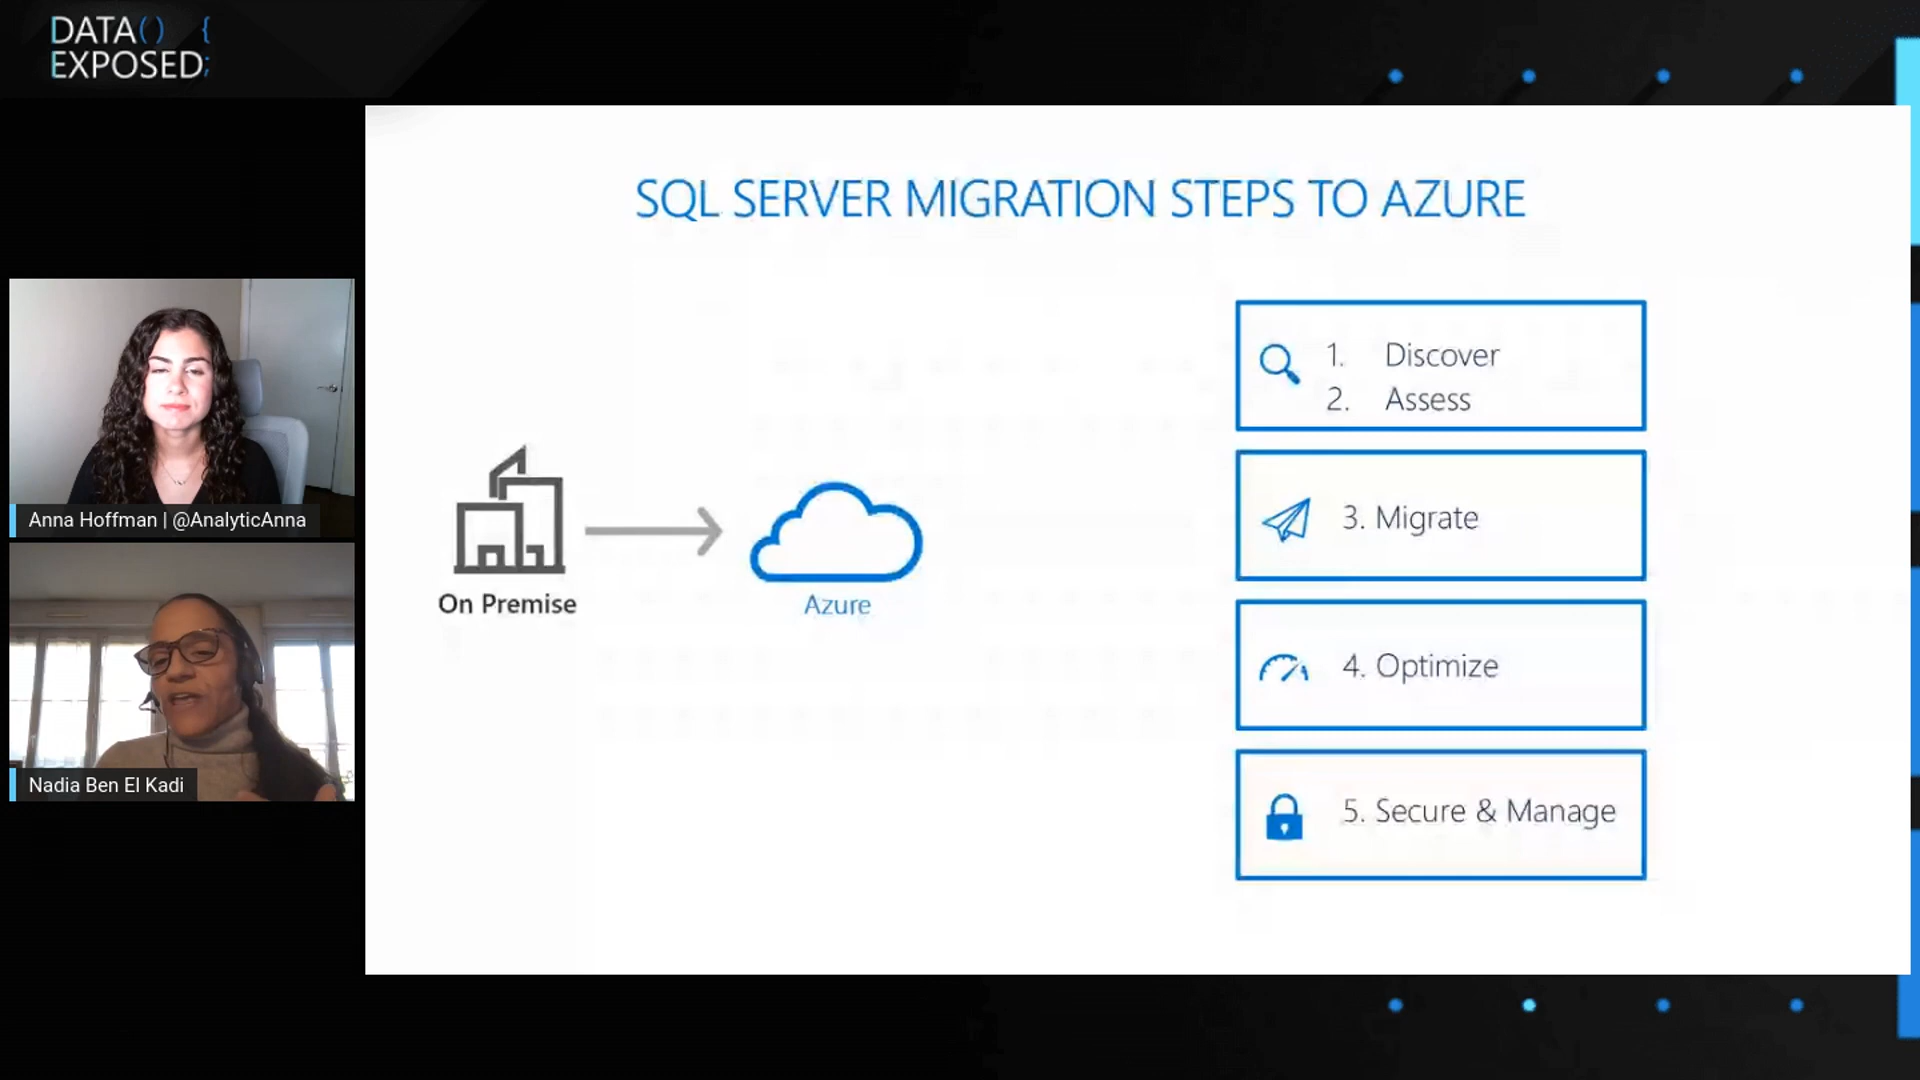 DATA() {
EXPOSED;
SQL SERVER MIGRATION STEPS TO AZURE
1. Discover
2. Assess
3. Migrate
On Premise
Azure
4. Optimize
5. Secure & Manage
Anna Hoffman | @AnalyticAnna
Nadia Ben El Kadi